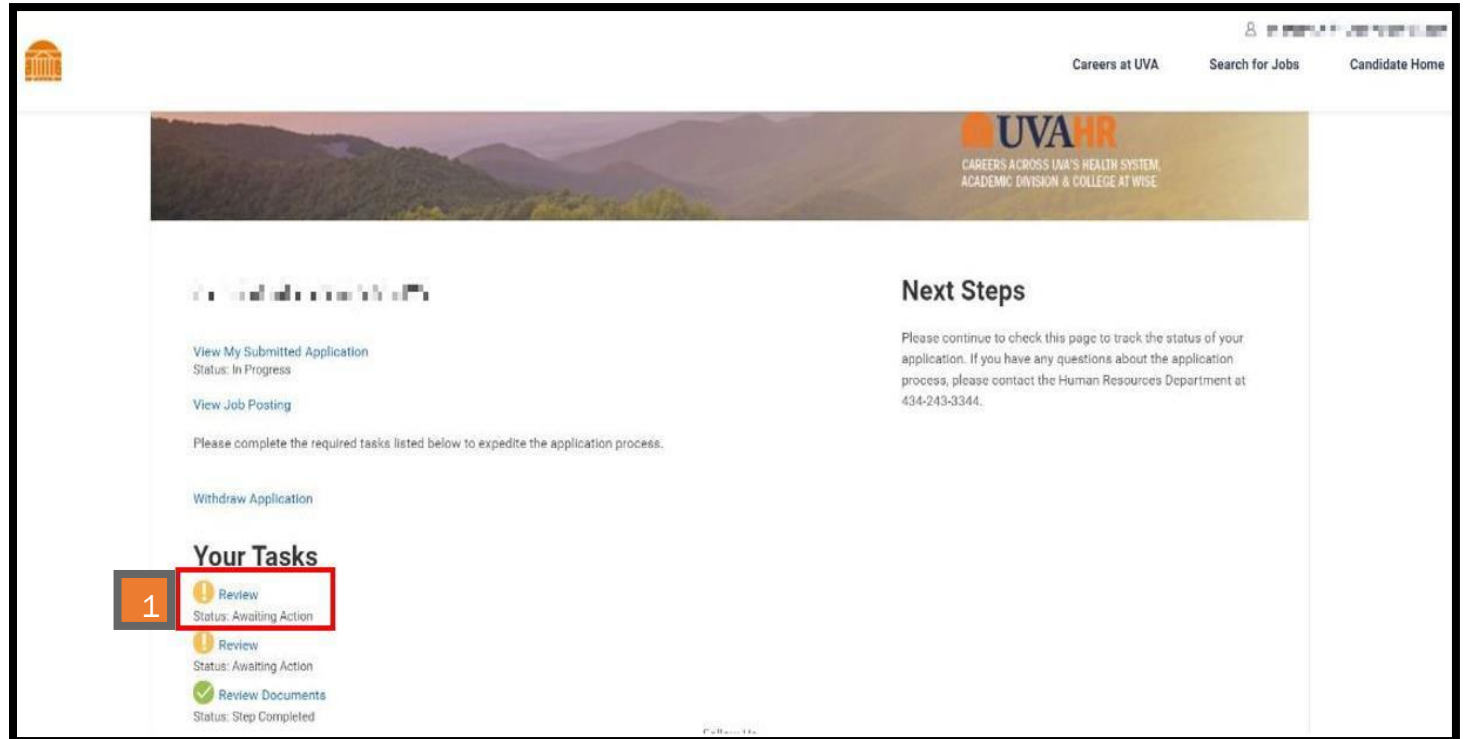 Careers at UVA Search for Jobs Candidate Home
UVAHR
CAREERS ACROSS UVA'S HEALTH SYSTEM,
ACADEMIC DIVISION & COLLEGE AT WISE
View My Submitted Application
Status: In Progress
View Job Posting
Please complete the required tasks listed below to expedite the application process.
Withdraw Application
Next Steps
Please continue to check this page to track the status of your
application. If you have any questions about the application
process, please contact the Human Resources Department at
434-243-3344.
Your Tasks
1
Review
Status: Awaiting Action
Review
Status: Awaiting Action
Review Documents
Status: Step Completed